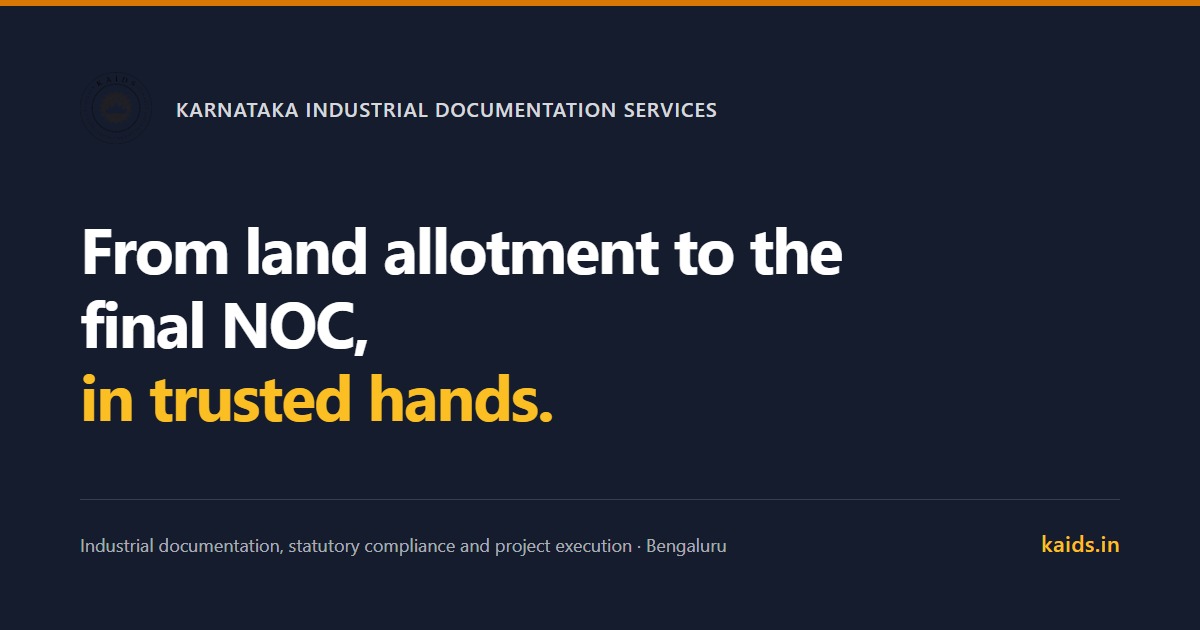 KAIDS
KARNATAKA INDUSTRIAL DOCUMENTATION SERVICES
From land allotment to the
final NOC,
in trusted hands.
Industrial documentation, statutory compliance and project execution · Bengaluru
kaids.in